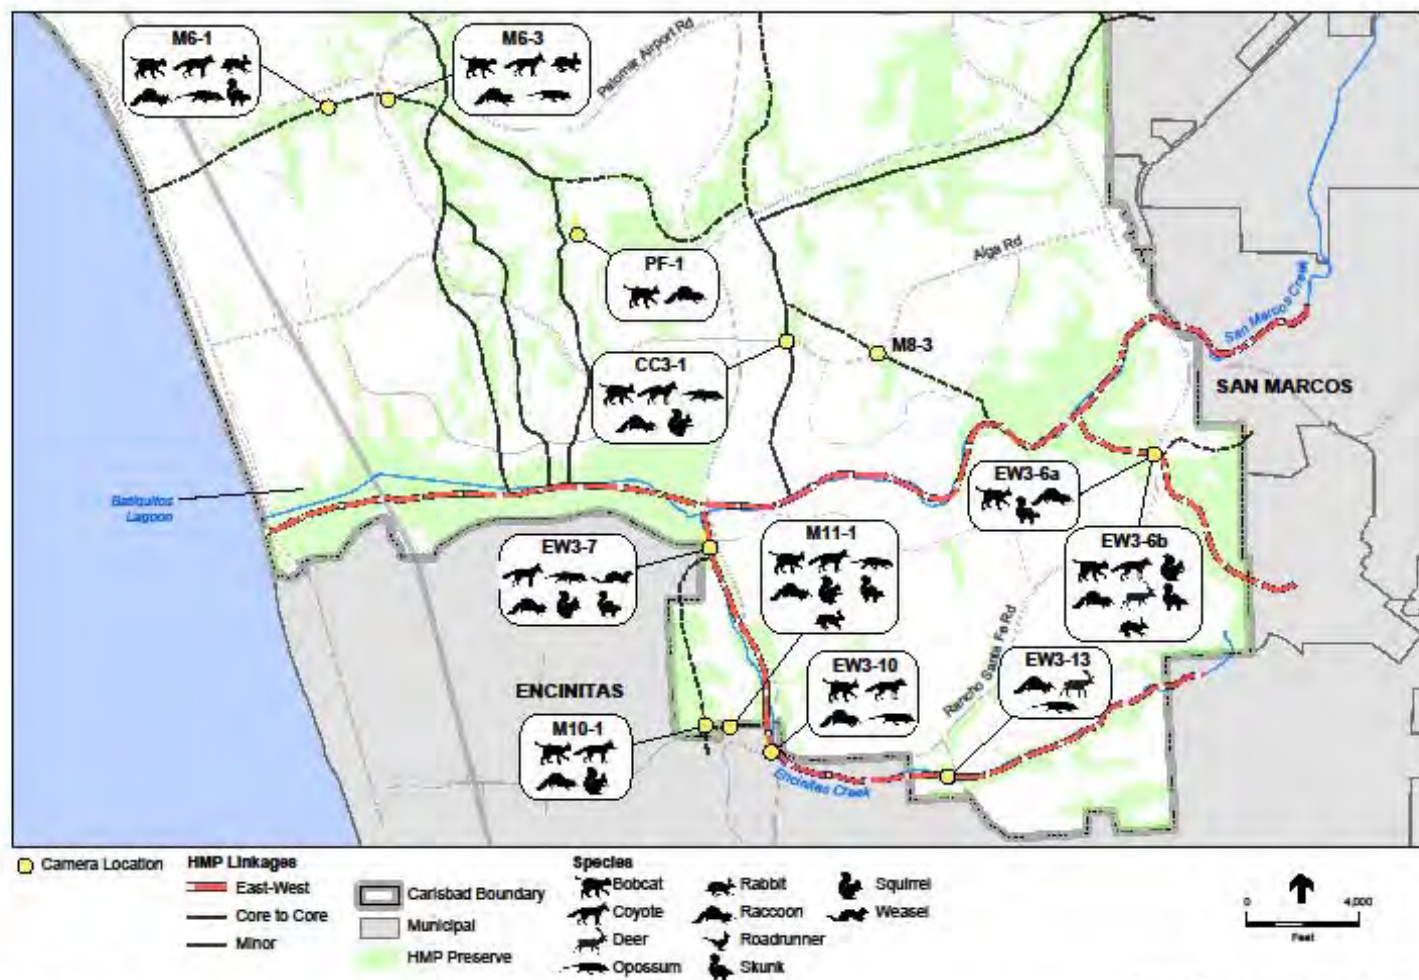 M6-1
M6-3
Palomar Airport Rd
PF-1
Alga Rd
San Marcos Creek
M8-3
CC3-1
SAN MARCOS
Batiquitos
Lagoon
EW3-6a
EW3-7
M11-1
EW3-6b
Rancho Santa Fe Rd
EW3-10
EW3-13
ENCINITAS
M10-1
Encinitas Creek
Camera Location
HMP Linkages
East-West
Core to Core
Minor
Carlsbad Boundary
Municipal
HMP Preserve
Species
Bobcat
Coyote
Deer
Opossum
Rabbit
Raccoon
Roadrunner
Skunk
Squirrel
Weasel
0 4,000
Feet